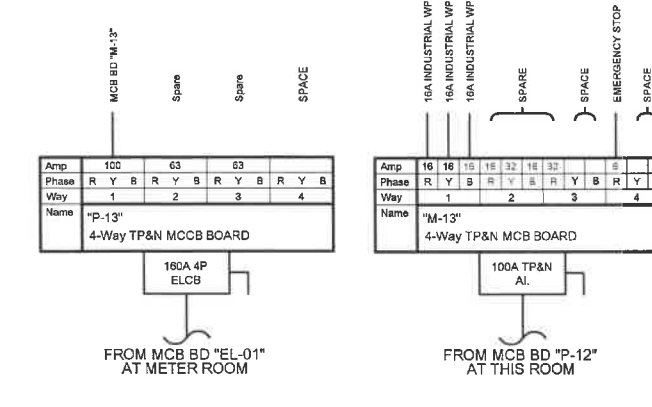 MCB BD "M-13"
Spare
Spare
SPACE
Amp 100 63 63
Phase R Y B R Y B R Y B R Y B
Way 1 2 3 4
Name "P-13"
4-Way TP&N MCCB BOARD
160A 4P
ELCB
FROM MCB BD "EL-01"
AT METER ROOM
16A INDUSTRIAL WP
16A INDUSTRIAL WP
16A INDUSTRIAL WP
SPARE
SPACE
EMERGENCY STOP
SPACE
Amp 16 16 16 16 32 16 32 6
Phase R Y B R Y B R Y B R Y
Way 1 2 3 4
Name "M-13"
4-Way TP&N MCB BOARD
100A TP&N
AI.
FROM MCB BD "P-12"
AT THIS ROOM